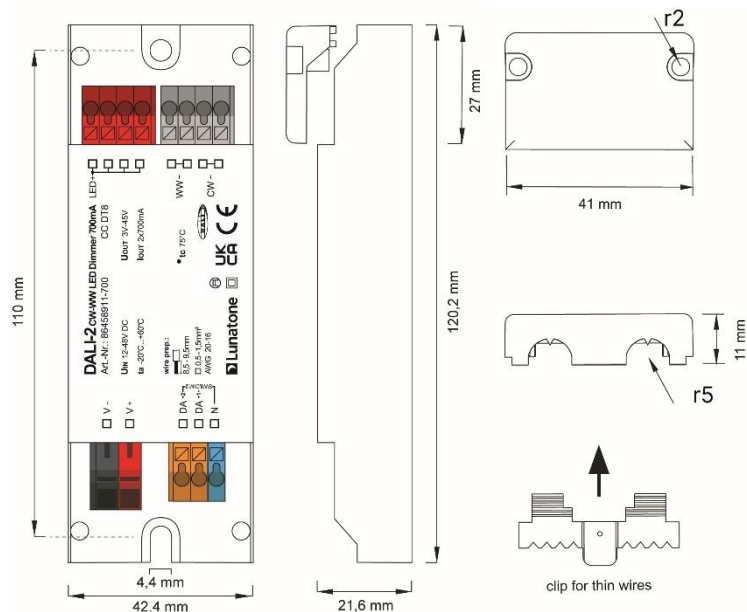 110 mm
LED+
WW -
CW -
DALI-2 CW-WW LED Dimmer 700mA
Art.-Nr.: 86458911-700
CC DT8
UIN 12-48V DC
UOUT 3V-45V
ta -20°C...+60°C
IOUT 2x700mA
tc 75°C
wire prep.:
8,5 - 9,5mm
0,5 - 1,5mm²
AWG 20-16
UK
CA
CE
Lunatone
V -
V+
DA
DA
N
4,4 mm
42,4 mm
21,6 mm
120,2 mm
27 mm
r2
41 mm
11 mm
r5
clip for thin wires